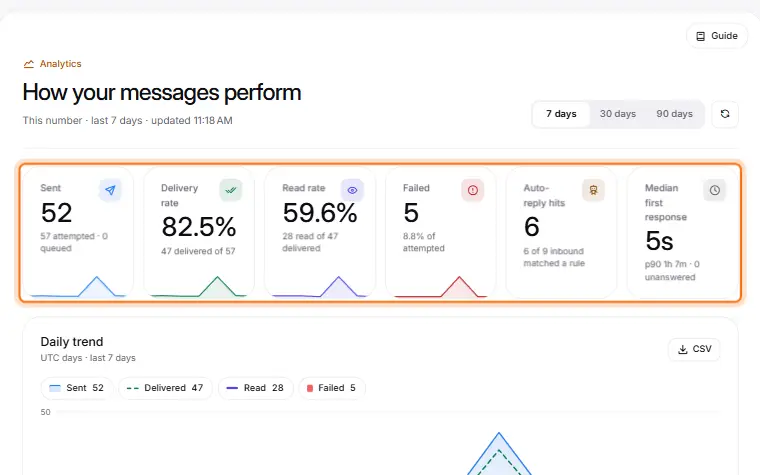 Guide
Analytics
How your messages perform
This number · last 7 days · updated 11:18 AM
7 days 30 days 90 days
Sent
52
57 attempted · 0
queued
Delivery
rate
82.5%
47 delivered of 57
Read rate
59.6%
28 read of 47
delivered
Failed
5
8.8% of
attempted
Auto-
reply hits
6
6 of 9 inbound
matched a rule
Median
first
response
5s
p90 1h 7m · 0
unanswered
Daily trend
UTC days · last 7 days
CSV
Sent 52 Delivered 47 Read 28 Failed 5
50